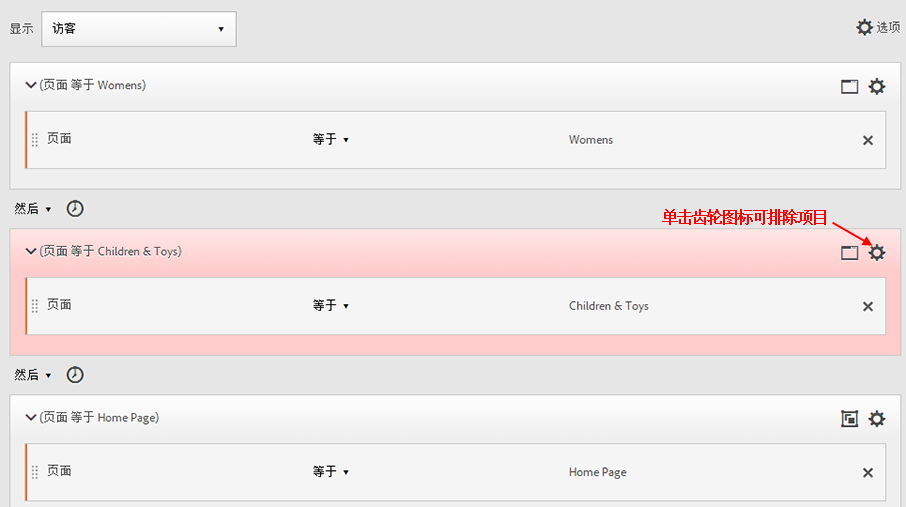 显示 访客 选项
(页面 等于 Womens)
页面 等于 Womens
然后
单击齿轮图标可排除项目
(页面 等于 Children & Toys)
页面 等于 Children & Toys
然后
(页面 等于 Home Page)
页面 等于 Home Page